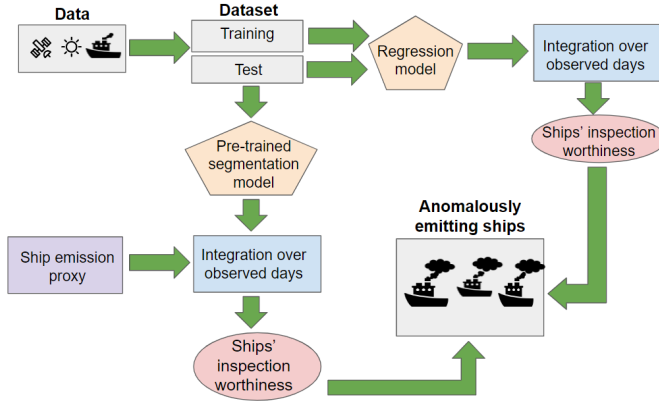 Data
Dataset
Training
Test
Regression
model
Integration over
observed days
Ships' inspection
worthiness
Pre-trained
segmentation
model
Anomalously
emitting ships
Ship emission
proxy
Integration over
observed days
Ships'
inspection
worthiness